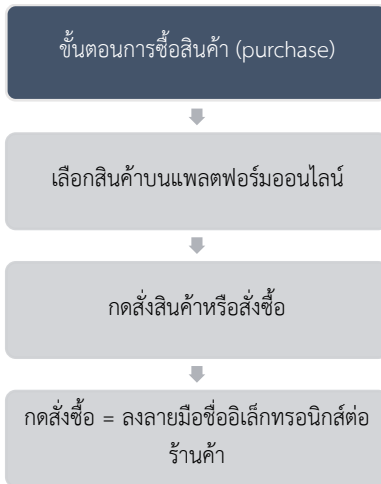 ขั้นตอนการซื้อสินค้า (purchase)
เลือกสินค้าบนแพลตฟอร์มออนไลน์
กดสั่งสินค้าหรือสั่งซื้อ
กดสั่งซื้อ = ลงลายมือชื่ออิเล็กทรอนิกส์ต่อ
ร้านค้า